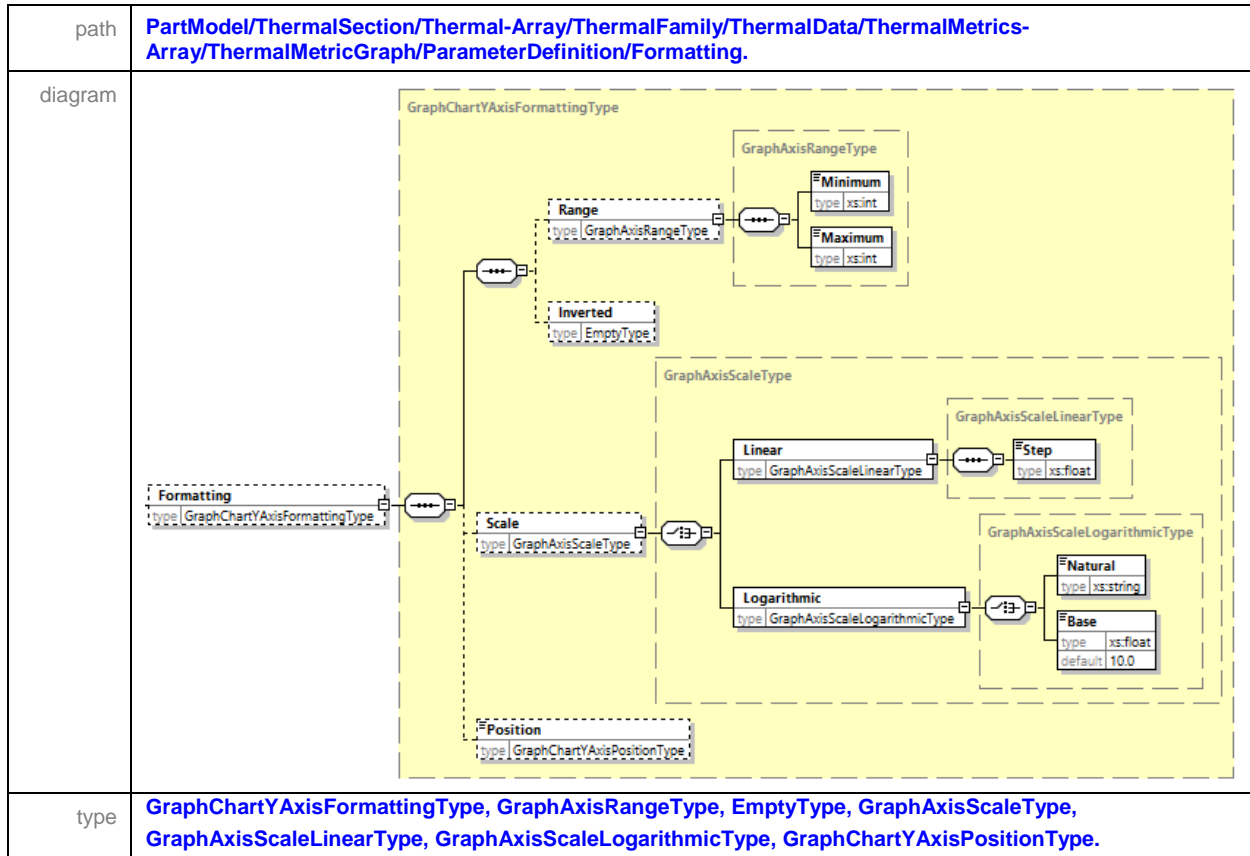 path
PartModel/ThermalSection/Thermal-Array/ThermalFamily/ThermalData/ThermalMetrics-
Array/ThermalMetricGraph/ParameterDefinition/Formatting.
diagram
GraphChartYAxisFormattingType
GraphAxisRangeType
Minimum
type xs:int
Range
type GraphAxisRangeType
Maximum
type xs:int
Inverted
type EmptyType
GraphAxisScaleType
GraphAxisScaleLinearType
Linear
type GraphAxisScaleLinearType
Step
type xs:float
Formatting
type GraphChartYAxisFormattingType
Scale
type GraphAxisScaleType
GraphAxisScaleLogarithmicType
Natural
type xs:string
Logarithmic
type GraphAxisScaleLogarithmicType
Base
type xs:float
default 10.0
Position
type GraphChartYAxisPositionType
type
GraphChartYAxisFormattingType, GraphAxisRangeType, EmptyType, GraphAxisScaleType,
GraphAxisScaleLinearType, GraphAxisScaleLogarithmicType, GraphChartYAxisPositionType.